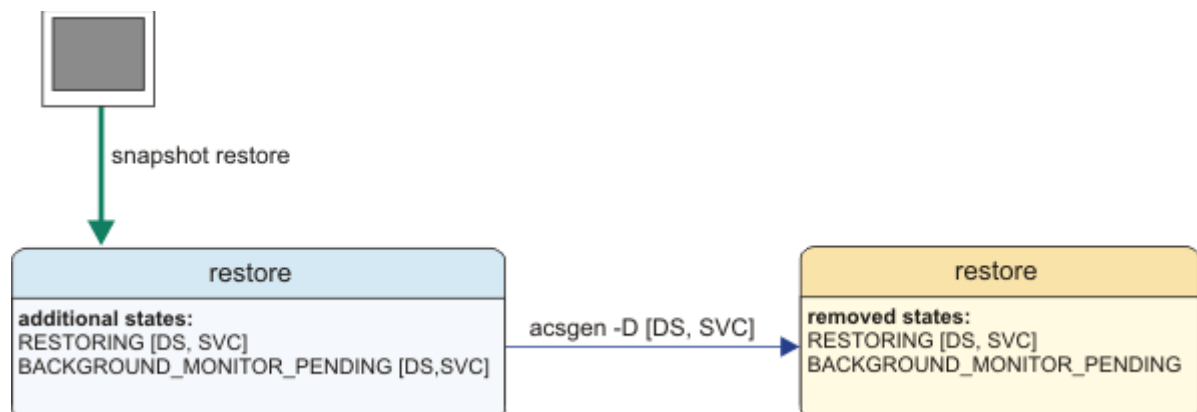 snapshot restore
restore
additional states:
RESTORING [DS, SVC]
BACKGROUND_MONITOR_PENDING [DS,SVC]
acsgen -D [DS, SVC]
restore
removed states:
RESTORING [DS, SVC]
BACKGROUND_MONITOR_PENDING